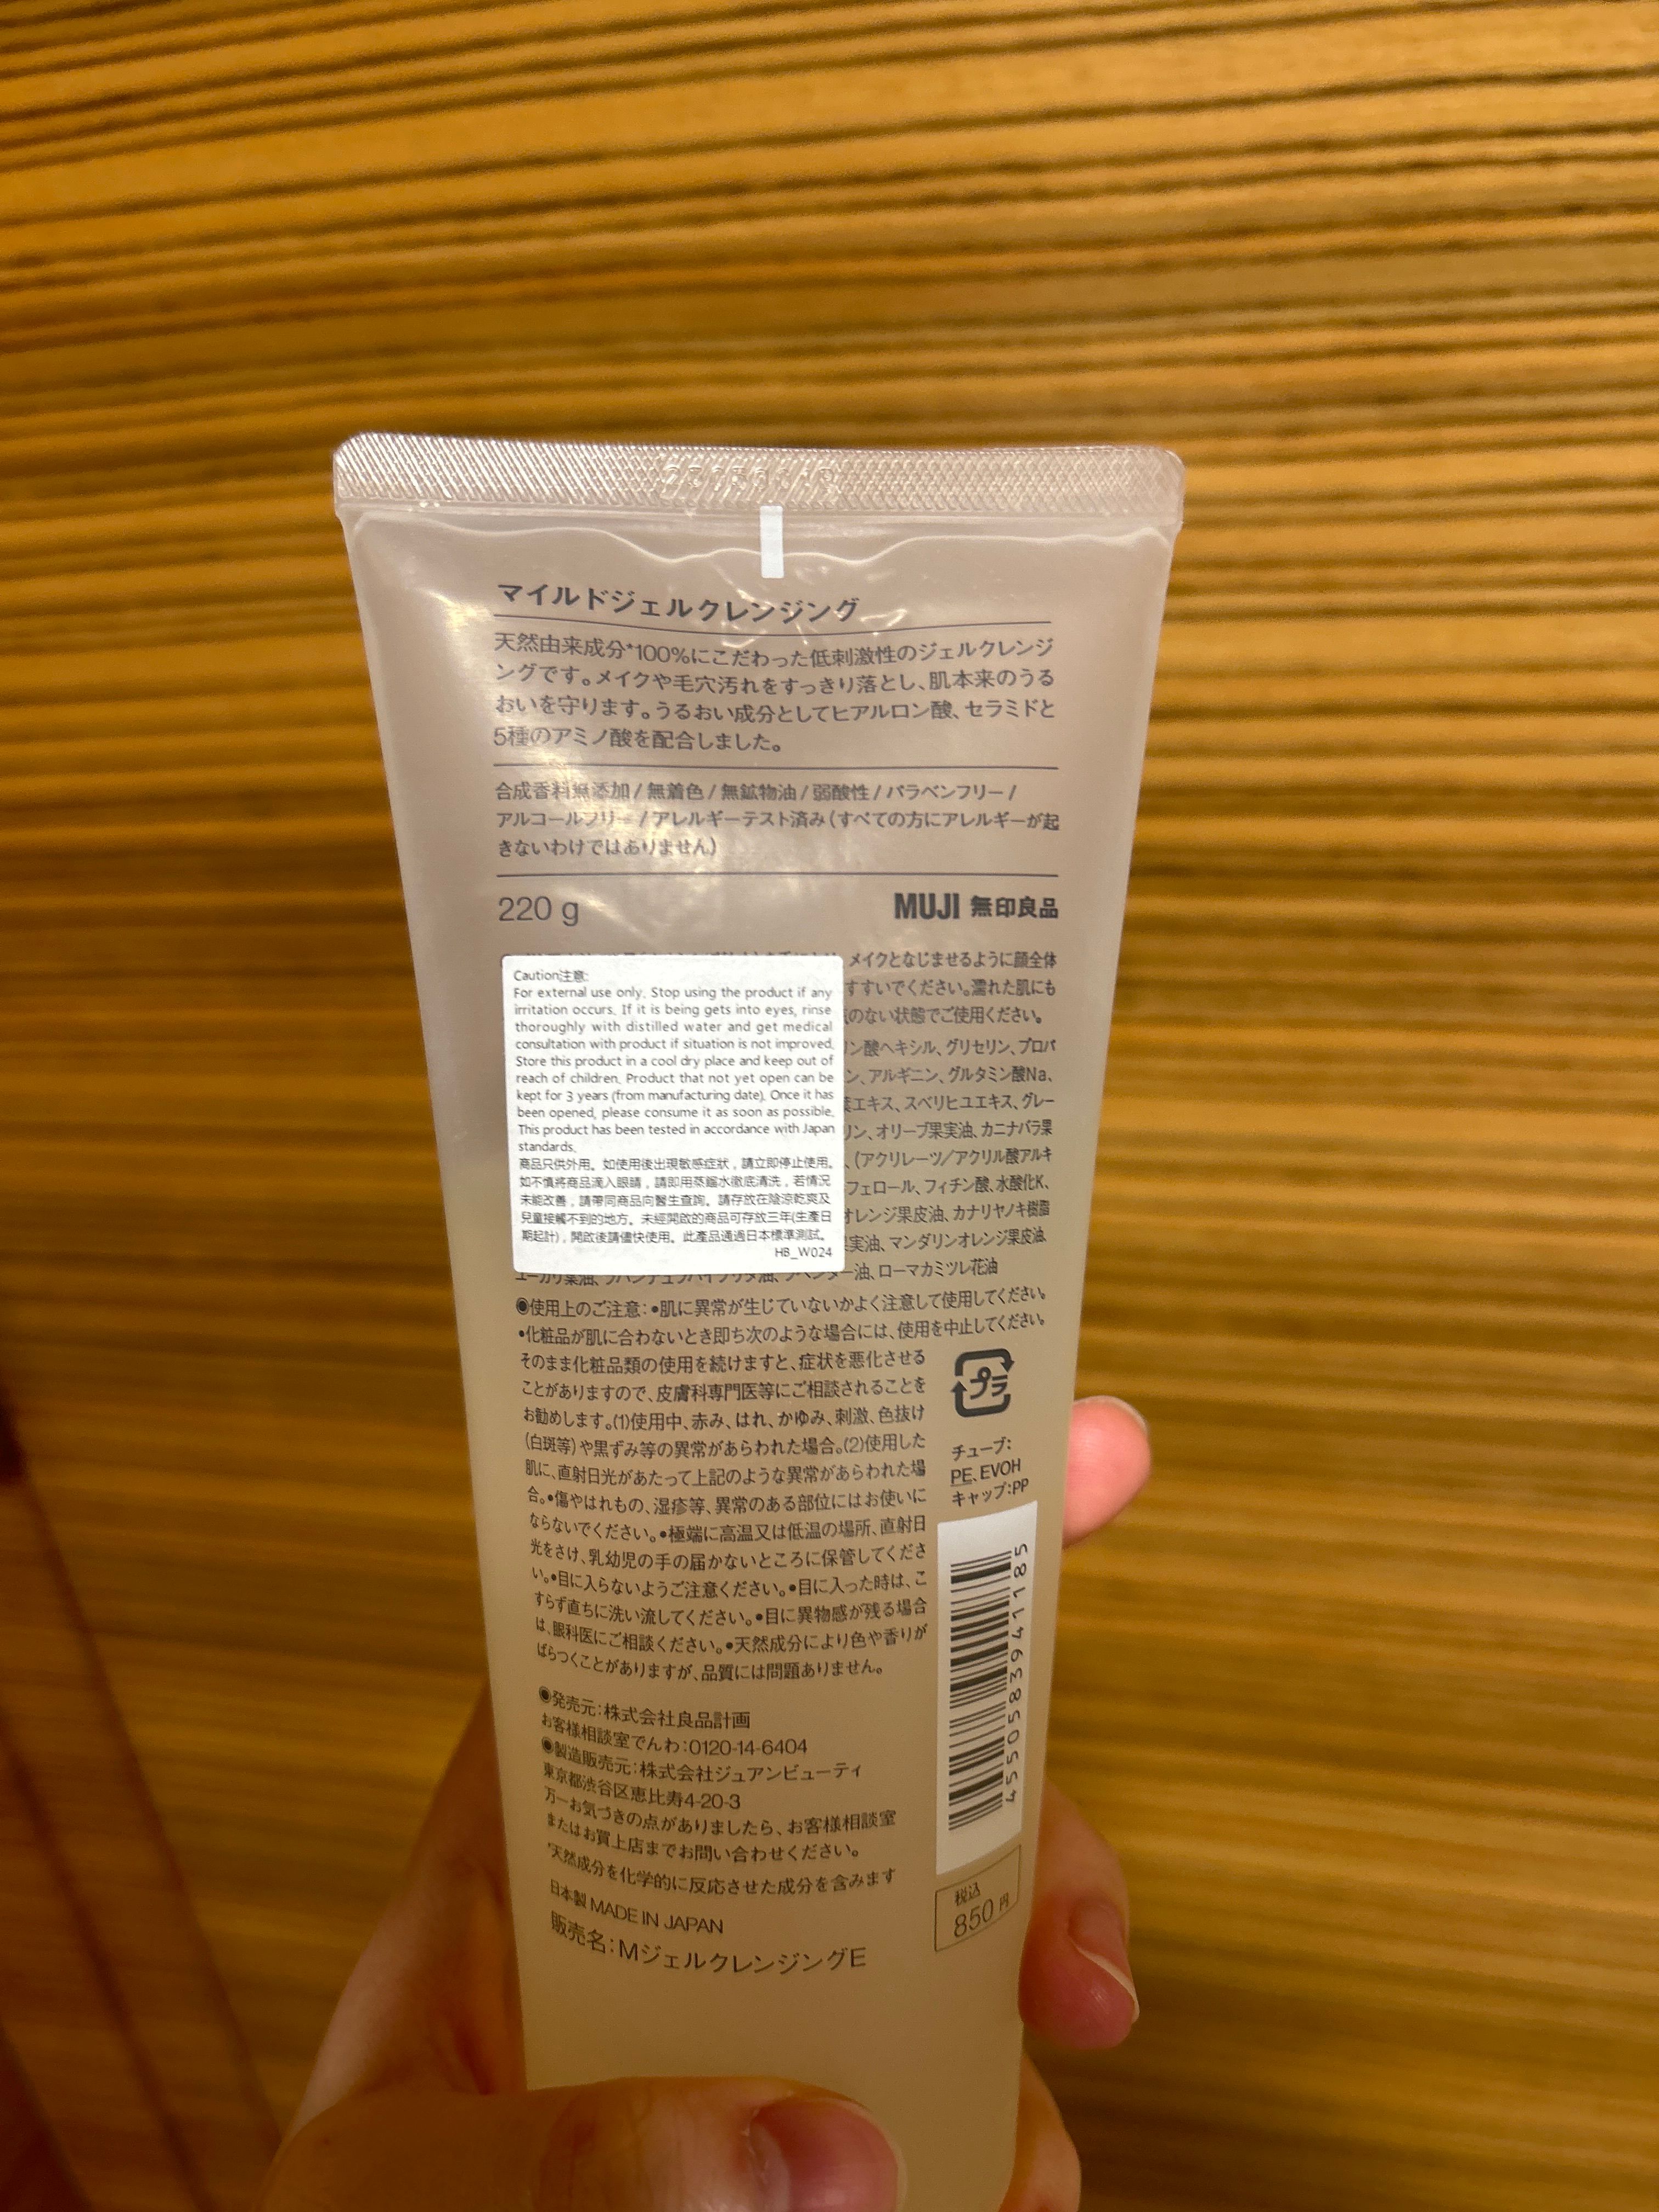 マイルドジェルクレンジング
天然由来成分*100%にこだわった低刺激性のジェルクレンジ
ングです。メイクや毛穴汚れをすっきり落とし、肌本来のうる
おいを守ります。うるおい成分としてヒアルロン酸、セラミドと
5種のアミノ酸を配合しました。
合成香料無添加/無着色/無鉱物油/弱酸性/パラベンフリー/
アルコールフリー/アレルギーテスト済み(すべての方にアレルギーが起
きないわけではありません)
220 g
MUJI 無印良品
メイクとなじませるように顔全体
すすいでください。濡れた肌にも
のない状態でご使用ください。
ン酸ヘキシル、グリセリン、プロパ
ン、アルギニン、グルタミン酸Na、
エキス、スベリヒユエキス、グレー
リン、オリーブ果実油、カニナバラ果
、(アクリレーツ/アクリル酸アルキ
フェロール、フィチン酸、水酸化K、
オレンジ果皮油、カナリヤノキ樹脂
実油、マンダリンオレンジ果皮油、
ー油、ローマカミツレ花油
Caution注意:
For external use only. Stop using the product if any
irritation occurs. If it is being gets into eyes, rinse
thoroughly with distilled water and get medical
consultation with product if situation is not improved.
Store this product in a cool dry place and keep out of
reach of children. Product that not yet open can be
kept for 3 years (from manufacturing date). Once it has
been opened, please consume it as soon as possible.
This product has been tested in accordance with Japan
standards.
商品只供外用。如使用後出現敏感症狀，請立即停止使用。
如不慎將商品滴入眼睛，請即用蒸餾水徹底清洗，若情況
未能改善，請帶同商品向醫生查詢。請存放在陰涼乾爽及
兒童接觸不到的地方。未經開啟的商品可存放三年(生產日
期起計)，開啟後請儘快使用。此產品通過日本標準測試。
HB_W024
◉使用上のご注意:•肌に異常が生じていないかよく注意して使用してください。
•化粧品が肌に合わないとき即ち次のような場合には、使用を中止してください。
そのまま化粧品類の使用を続けますと、症状を悪化させる
ことがありますので、皮膚科専門医等にご相談されることを
お勧めします。(1)使用中、赤み、はれ、かゆみ、刺激、色抜け
(白斑等)や黒ずみ等の異常があらわれた場合。(2)使用した
肌に、直射日光があたって上記のような異常があらわれた場
合。•傷やはれもの、湿疹等、異常のある部位にはお使いに
ならないでください。•極端に高温又は低温の場所、直射日
光をさけ、乳幼児の手の届かないところに保管してくださ
い。•目に入らないようご注意ください。•目に入った時は、こ
すらず直ちに洗い流してください。•目に異物感が残る場合
は、眼科医にご相談ください。•天然成分により色や香りが
ばらつくことがありますが、品質には問題ありません。
プラ
チューブ:
PE、EVOH
キャップ:PP
4550583941185
税込
850円
◉発売元:株式会社良品計画
お客様相談室でんわ:0120-14-6404
◉製造販売元:株式会社ジュアンビューティ
東京都渋谷区恵比寿4-20-3
万一お気づきの点がありましたら、お客様相談室
またはお買上店までお問い合わせください。
*天然成分を化学的に反応させた成分を含みます
日本製 MADE IN JAPAN
販売名:MジェルクレンジングE